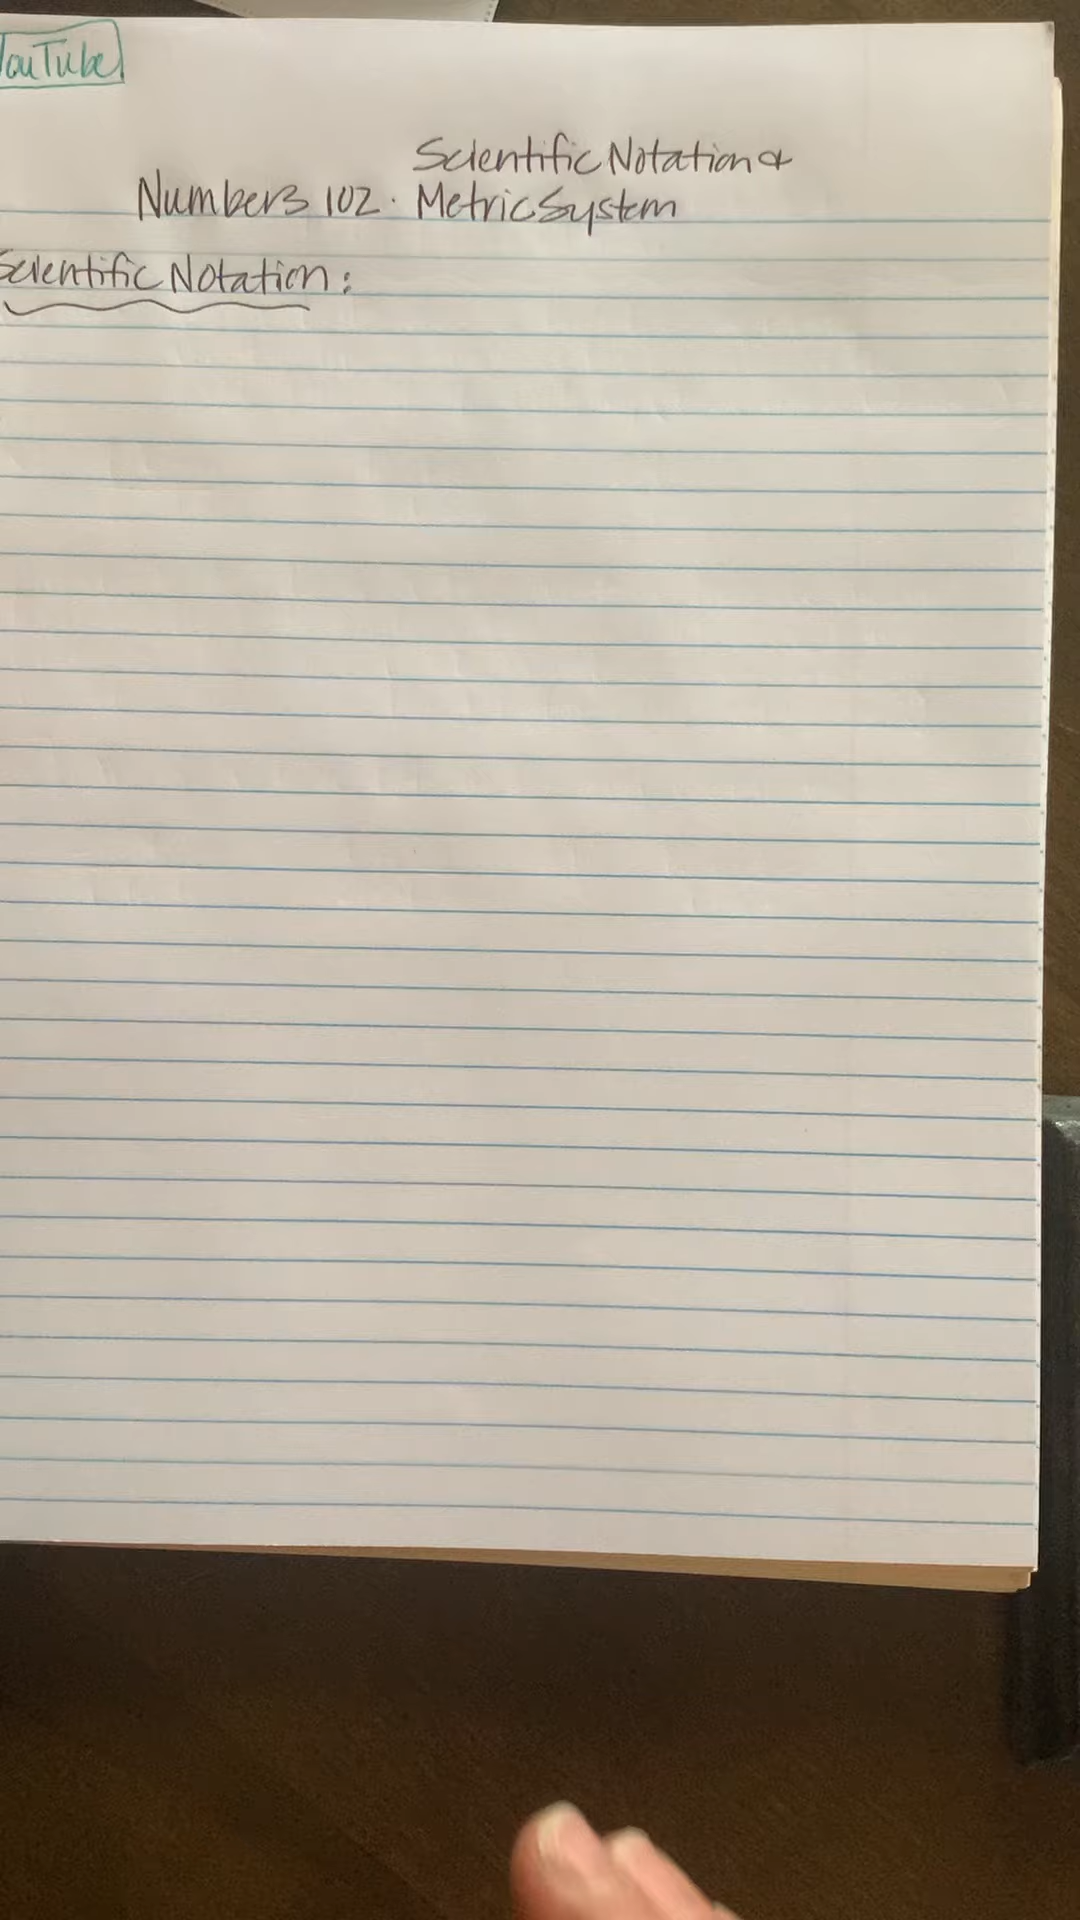 YouTube
Scientific Notation &
Numbers 102. Metric System
Scientific Notation: